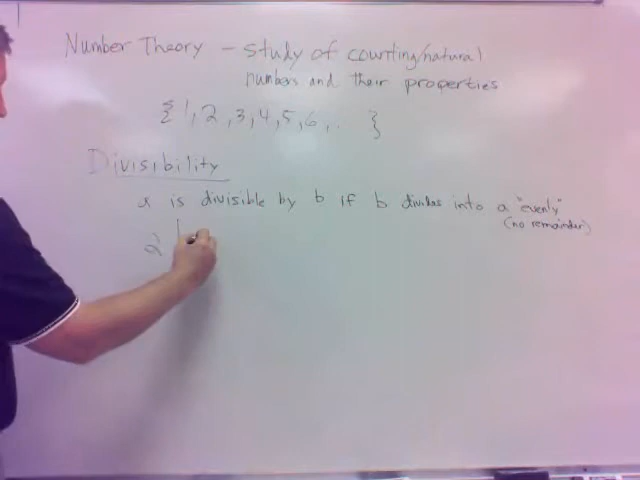 Number Theory - study of counting/natural
numbers and their properties
{1, 2, 3, 4, 5, 6, .. }
Divisibility
a is divisible by b if b divides into a "evenly"
(no remainder)
2 |